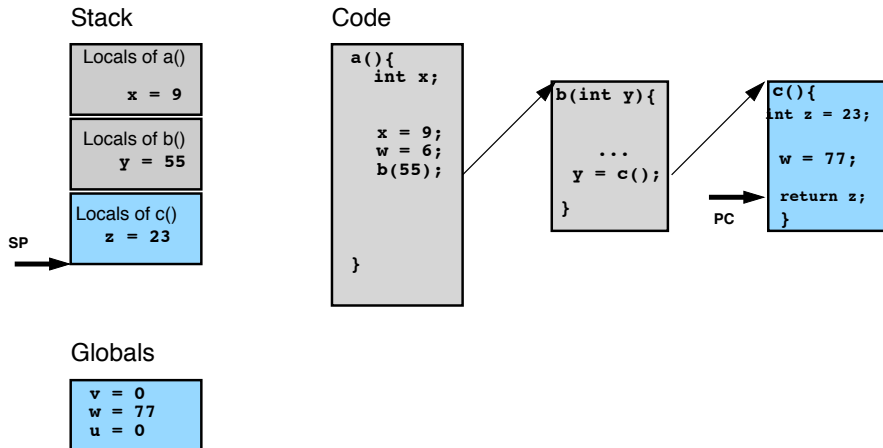 Stack
Locals of a()
x = 9
Locals of b()
y = 55
Locals of c()
z = 23
SP
Code
a(){
int x;
x = 9;
w = 6;
b(55);
}
b(int y){
...
y = c();
}
c(){
int z = 23;
w = 77;
return z;
}
PC
Globals
v = 0
w = 77
u = 0